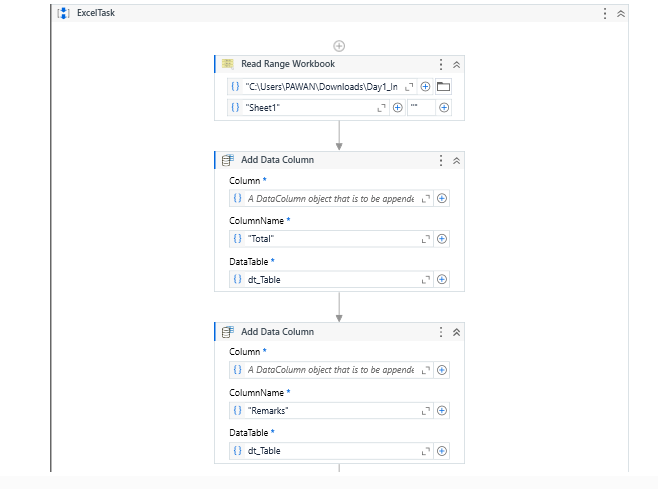 ExcelTask
Read Range Workbook
"C:\Users\PAWAN\Downloads\Day1_In
"Sheet1" ""
Add Data Column
Column *
A DataColumn object that is to be appende
ColumnName *
"Total"
DataTable *
dt_Table
Add Data Column
Column *
A DataColumn object that is to be appende
ColumnName *
"Remarks"
DataTable *
dt_Table